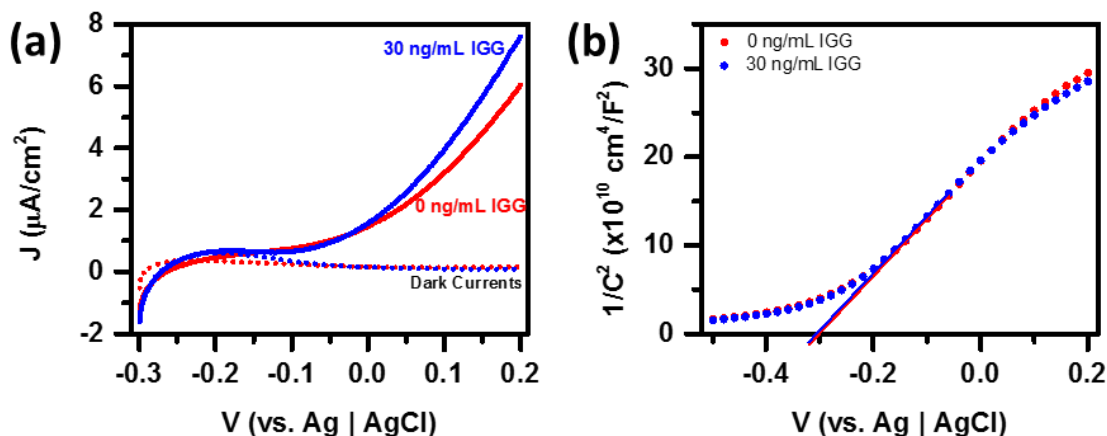 (a)
8
6
4
2
0
-2
J (μA/cm²)
30 ng/mL IGG
0 ng/mL IGG
Dark Currents
-0.3 -0.2 -0.1 0.0 0.1 0.2
V (vs. Ag | AgCl)
(b)
0 ng/mL IGG
30 ng/mL IGG
30
20
10
0
1/C² (x10¹⁰ cm⁴/F²)
-0.4 -0.2 0.0 0.2
V (vs. Ag | AgCl)